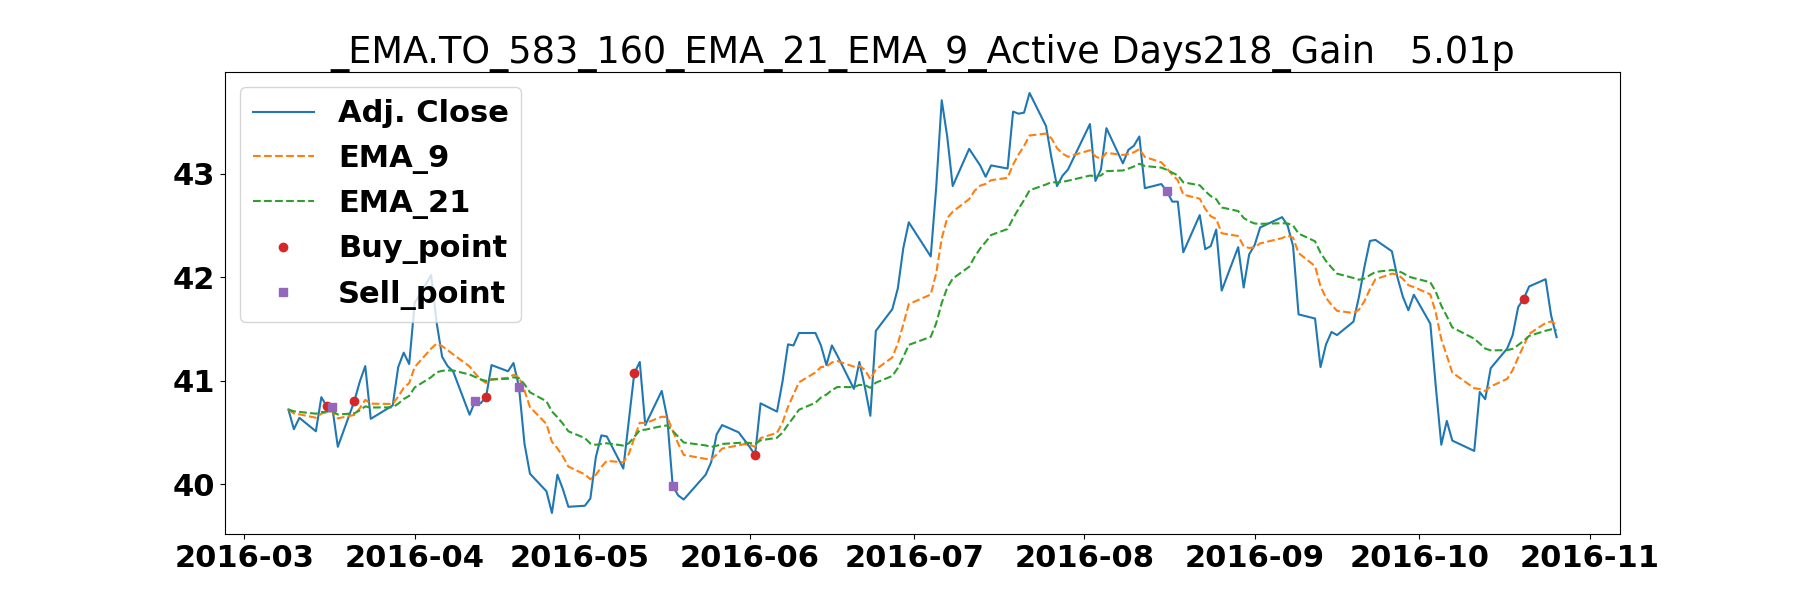 _EMA.TO_583_160_EMA_21_EMA_9_Active Days218_Gain   5.01p
Adj. Close
EMA_9
EMA_21
Buy_point
Sell_point
43
42
41
40
2016-03 2016-04 2016-05 2016-06 2016-07 2016-08 2016-09 2016-10 2016-11